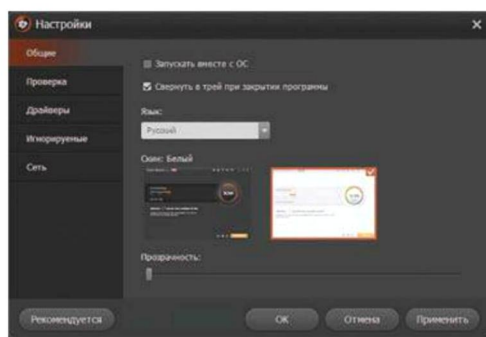 Настройки
Общие
Проверка
Драйверы
Игнорируемые
Сеть
Запускать вместе с ОС
Свернуть в трей при закрытии программы
Язык:
Русский
Скин: Белый
Прозрачность:
Рекомендуется
ОК
Отмена
Применить